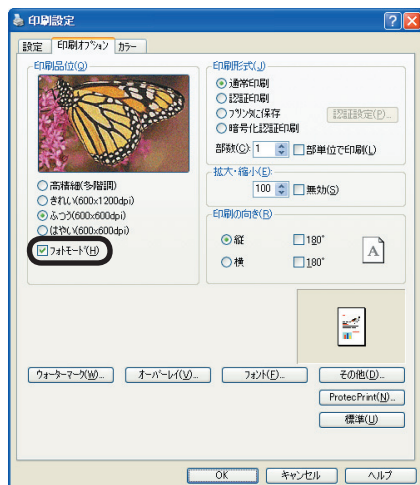 印刷設定
設定 印刷オプション カラー
印刷品位(Q)
高精細(多階調)
きれい(600x1200dpi)
ふつう(600x600dpi)
はやい(600x600dpi)
フォトモード(H)
印刷形式(J)
通常印刷
認証印刷
プリンタに保存
暗号化認証印刷
認証設定(P)...
部数(C): 1 部単位で印刷(L)
拡大・縮小(E):
100 無効(S)
印刷の向き(R)
縦 180°
横 180°
A
ウォーターマーク(W)... オーバーレイ(V)... フォント(F)... その他(D)...
ProtecPrint(N)...
標準(U)
OK キャンセル ヘルプ